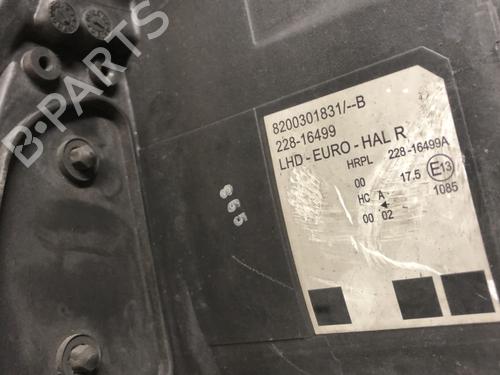 B-PARTS
8200301831/--B
228-16499
LHD - EURO - HAL R
HRPL 228-16499A
00 17.5 E13
HC A 1085
00 02
865